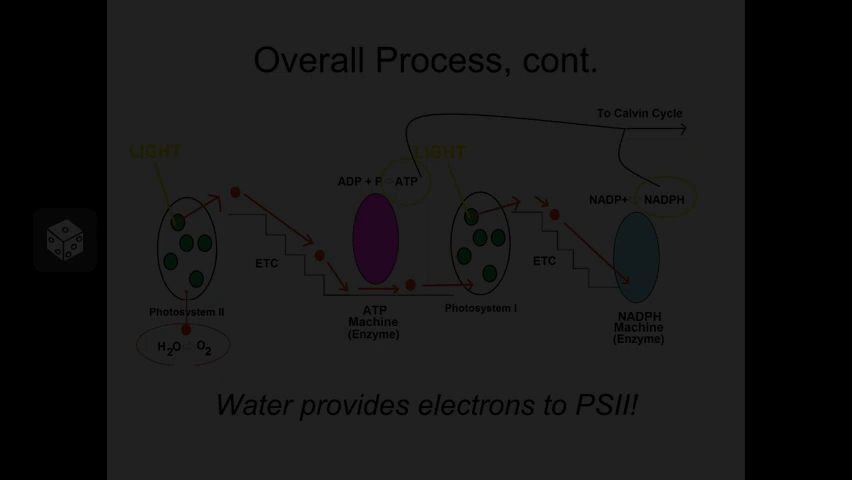 Overall Process, cont.
To Calvin Cycle
LIGHT
LIGHT
ADP + P ATP
NADP+ NADPH
ETC
ETC
Photosystem II
ATP
Machine
(Enzyme)
Photosystem I
NADPH
Machine
(Enzyme)
H2O O2
Water provides electrons to PSII!